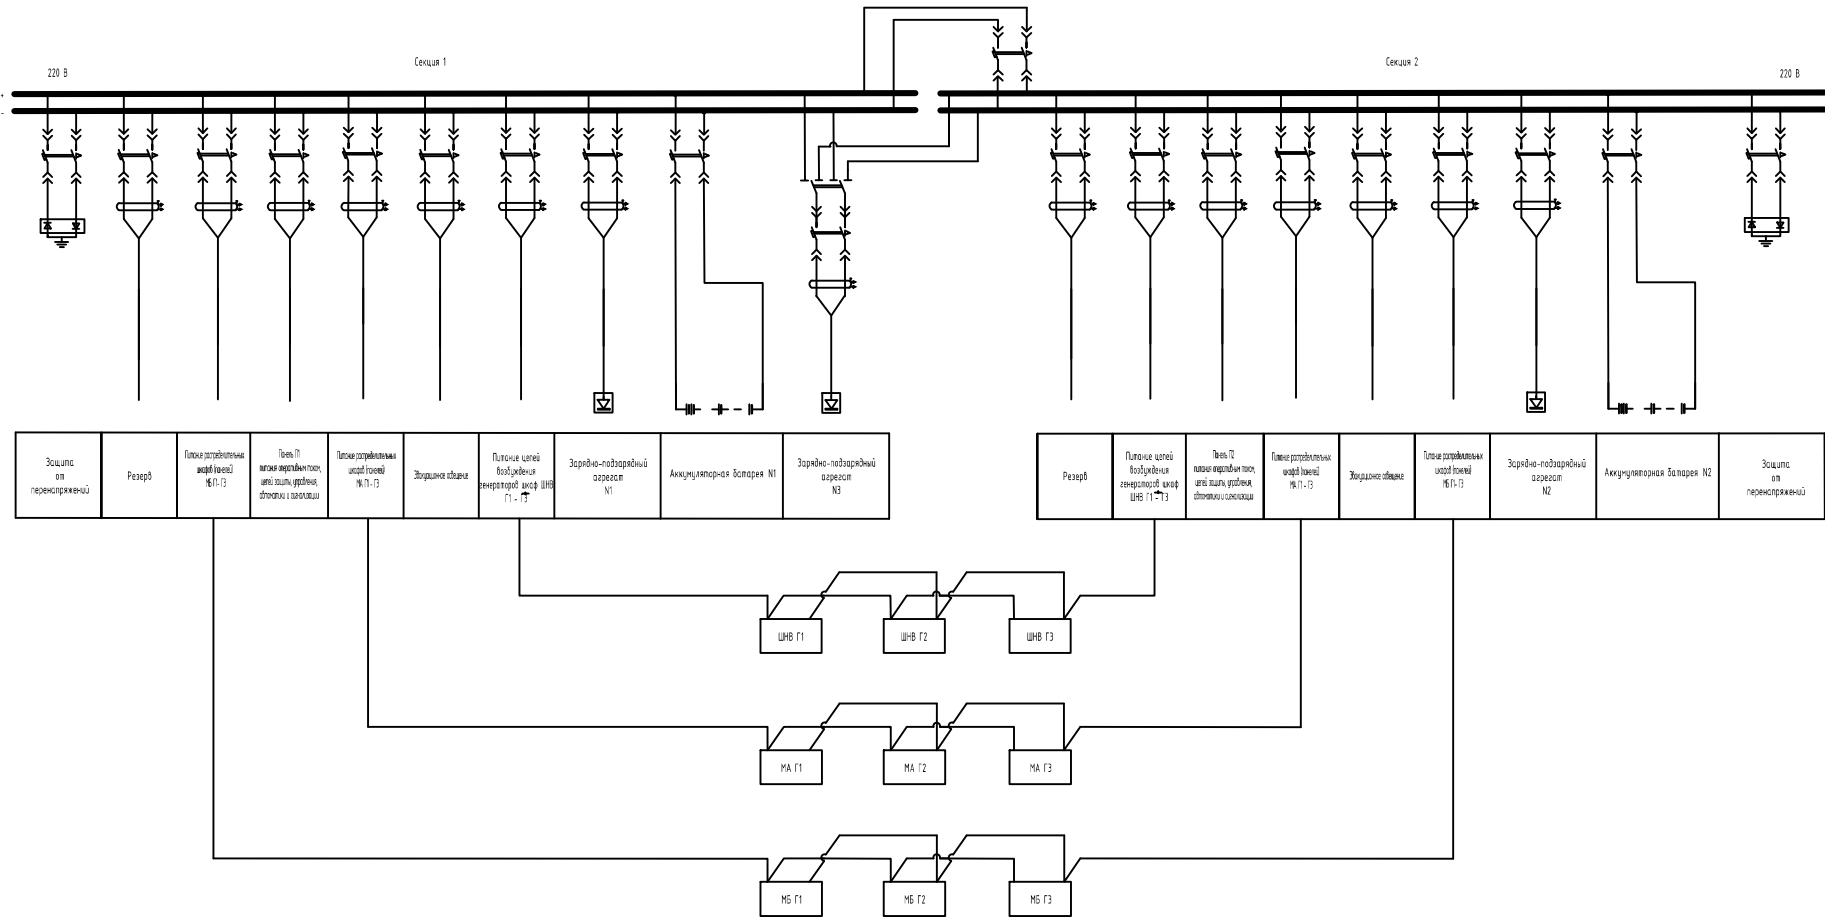 Секция 1
Секция 2
220 В
220 В
+
-
Защита
от
перенапряжений
Резерв
Питание распределительных
шкафов (панелей)
МБ Г1- Г3
Панель П1
питания оперативным током,
цепей защиты, управления,
автоматики и сигнализации
Питание распределительных
шкафов (панелей)
МА Г1 - Г3
Эвакуационное освещение
Питание цепей
возбуждения
генераторов шкаф ШНВ
Г1 - Г3
Зарядно-подзарядный
агрегат
N1
Аккумуляторная батарея N1
Зарядно-подзарядный
агрегат
N3
Резерв
Питание цепей
возбуждения
генераторов шкаф
ШНВ Г1 - Г3
Панель П2
питания оперативным током,
цепей защиты, управления,
автоматики и сигнализации
Питание распределительных
шкафов (панелей)
МА Г1 - Г3
Эвакуационное освещение
Питание распределительных
шкафов (панелей)
МБ Г1- Г3
Зарядно-подзарядный
агрегат
N2
Аккумуляторная батарея N2
Защита
от
перенапряжений
ШНВ Г1
ШНВ Г2
ШНВ Г3
МА Г1
МА Г2
МА Г3
МБ Г1
МБ Г2
МБ Г3